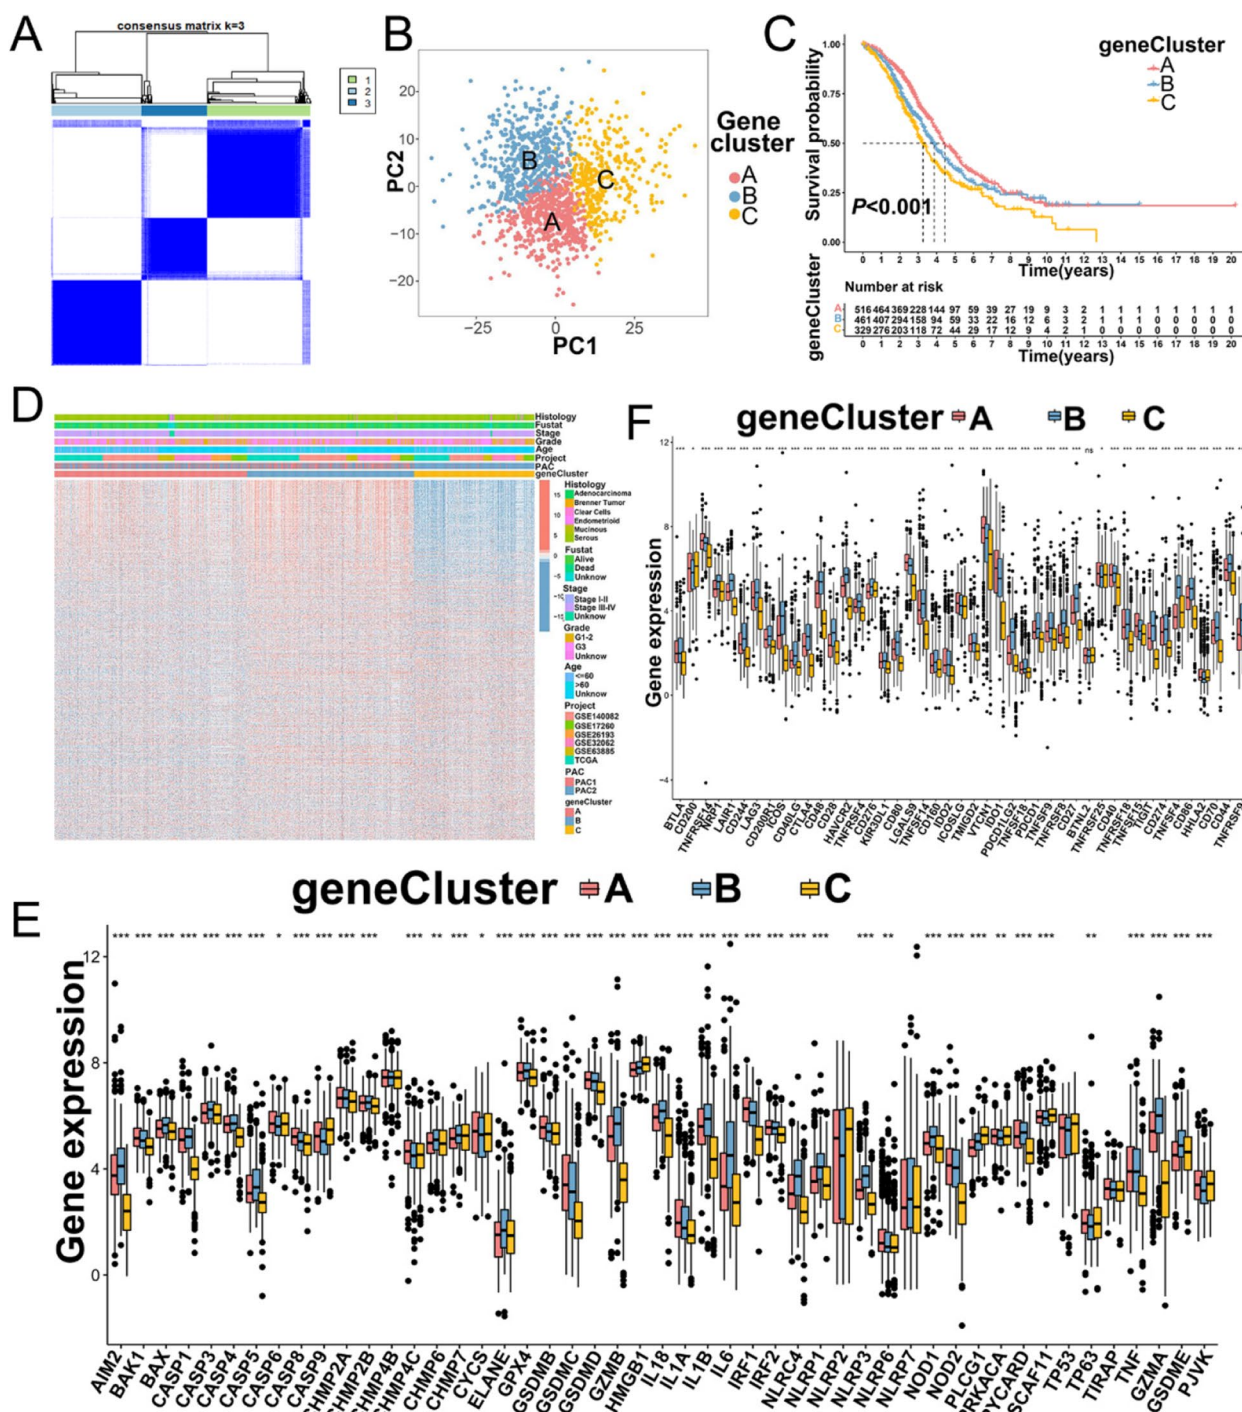 A
consensus matrix k=3
1
2
3
B
PC2
20
10
0
−10
−20
−25
0
25
PC1
B
C
A
Gene
cluster
A
B
C
C
Survival probability
1.00
0.75
0.50
0.25
0.00
geneCluster
A
B
C
P<0.001
0 1 2 3 4 5 6 7 8 9 10 11 12 13 14 15 16 17 18 19 20
Time(years)
geneCluster
Number at risk
A 516 464 369 228 144 97 59 39 27 19 9 3 2 1 1 1 1 1 1 1 1
B 461 407 294 158 94 59 33 22 16 12 6 3 2 1 1 1 0 0 0 0 0
C 329 276 203 118 72 44 29 17 12 9 4 2 1 0 0 0 0 0 0 0 0
0 1 2 3 4 5 6 7 8 9 10 11 12 13 14 15 16 17 18 19 20
Time(years)
D
Histology
Fustat
Stage
Grade
Age
Project
PAC
geneCluster
15
10
5
0
Histology
Adenocarcinoma
Brenner Tumor
Clear Cells
Endometrioid
Mucinous
Serous
Fustat
Alive
Dead
Unknow
Stage
Stage I-II
Stage III-IV
Unknow
Grade
G1-2
G3
Unknow
Age
<=60
>60
Unknow
Project
GSE140082
GSE17260
GSE26193
GSE32062
GSE63885
TCGA
PAC
PAC1
PAC2
geneCluster
A
B
C
F
geneCluster A B C
ns
Gene expression
12
8
4
0
−4
BTLA
CD200
TNFRSF14
NRP1
LAIR1
CD244
LAG3
CD200R1
ICOS
CD40LG
CTLA4
CD48
CD28
HAVCR2
TNFRSF4
CD276
KIR3DL1
CD80
LGALS9
TNFSF14
CD160
IDO2
ICOSLG
TMIGD2
VTCN1
IDO1
PDCD1LG2
TNFSF18
PDCD1
TNFSF9
TNFRSF8
CD27
BTNL2
TNFRSF25
CD40
TNFRSF18
TNFSF15
TIGIT
CD274
TNFSF4
CD86
HHLA2
CD70
CD44
TNFRSF9
E
geneCluster A B C
*** *** *** *** *** *** *** * *** *** *** *** *** ** *** * *** *** *** *** *** *** *** *** *** *** *** *** *** *** *** *** ** *** *** *** ** *** *** ** *** *** *** ***
Gene expression
12
8
4
0
AIM2
BAK1
BAX
CASP1
CASP3
CASP4
CASP5
CASP6
CASP8
CASP9
CHMP2A
CHMP2B
CHMP4B
CHMP4C
CHMP6
CHMP7
CYCS
ELANE
GPX4
GSDMB
GSDMC
GSDMD
GZMB
HMGB1
IL18
IL1A
IL1B
IL6
IRF1
IRF2
NLRC4
NLRP1
NLRP2
NLRP3
NLRP6
NLRP7
NOD1
NOD2
PLCG1
PRKACA
PYCARD
SCAF11
TP53
TP63
TIRAP
TNF
GZMA
GSDME
PJVK